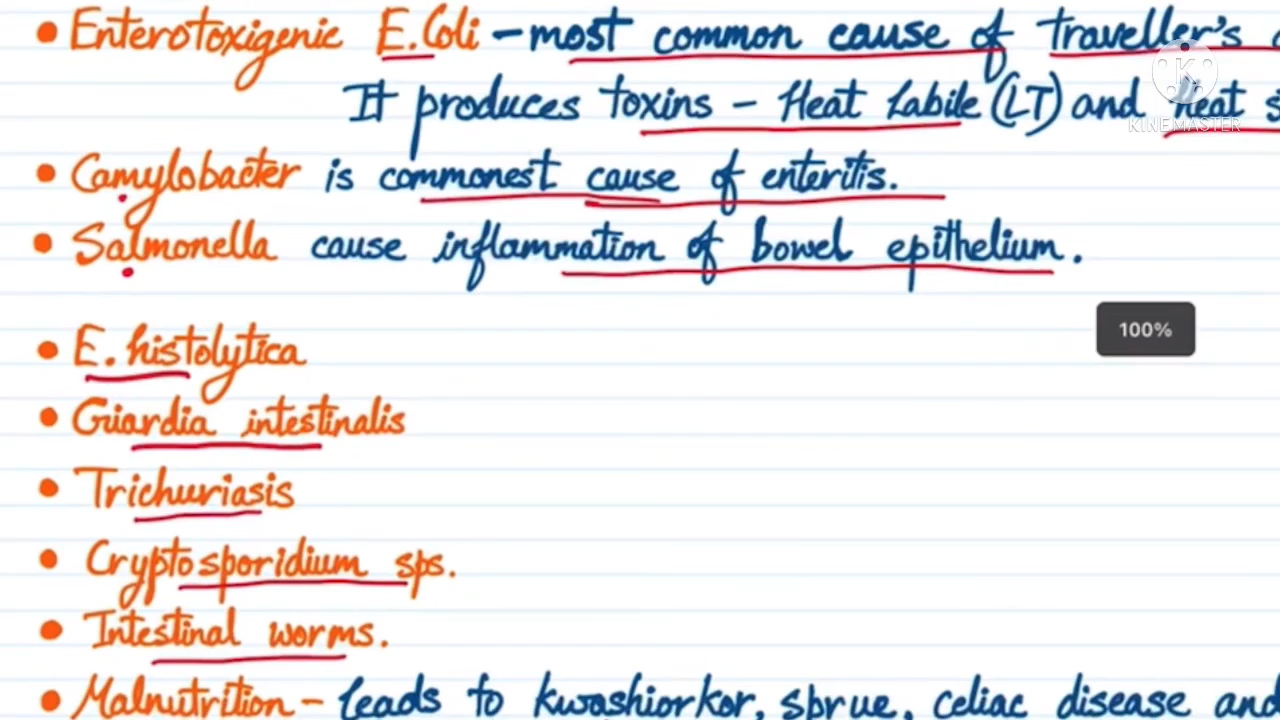 • Enterotoxigenic E.Coli – most common cause of traveller's
It produces toxins – Heat Labile (LT) and Heat s
KINEMASTER
• Camylobacter is commonest cause of enteritis.
• Salmonella cause inflammation of bowel epithelium.
100%
• E. histolytica
• Giardia intestinalis
• Trichuriasis
• Cryptosporidium sps.
• Intestinal worms.
• Malnutrition – leads to kwashiorkor, sprue, celiac disease and